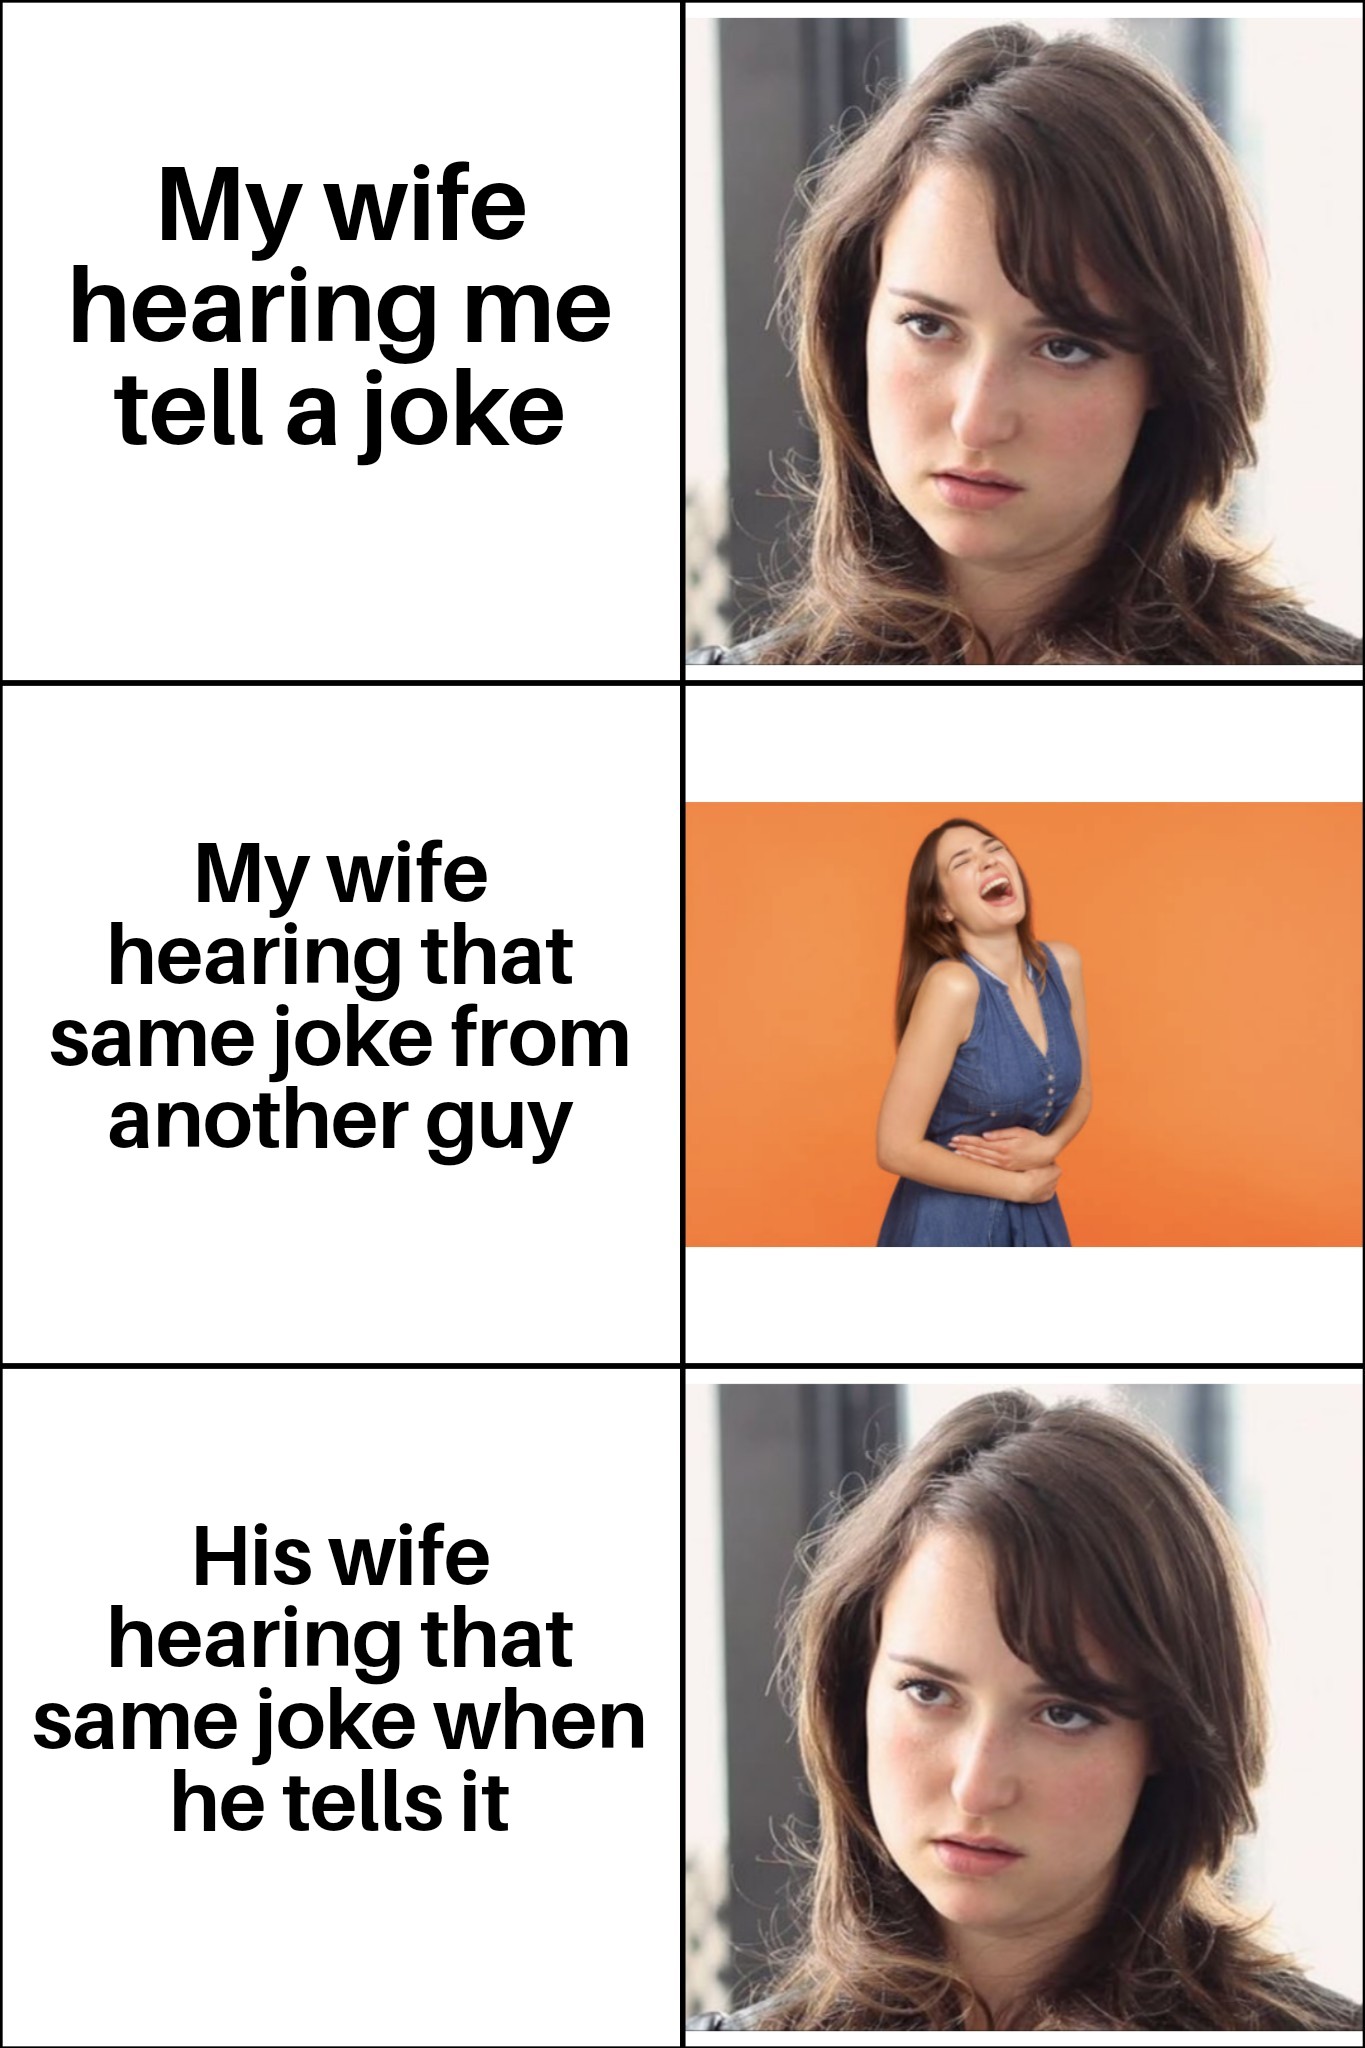 My wife
hearing me
tell a joke
My wife
hearing that
same joke from
another guy
His wife
hearing that
same joke when
he tells it